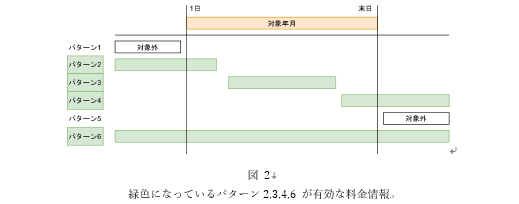 1日
末日
対象年月
パターン1
対象外
パターン2
パターン3
パターン4
パターン5
対象外
パターン6
図 2↓
緑色になっているパターン2,3,4,6 が有効な料金情報。